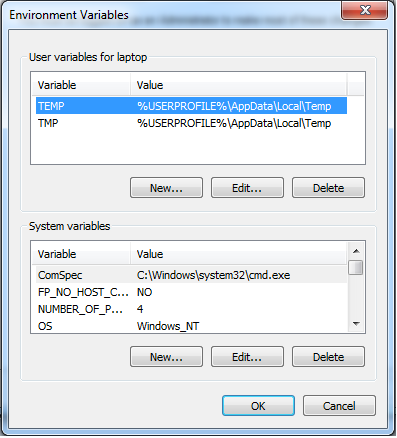 Environment Variables
User variables for laptop
Variable Value
TEMP %USERPROFILE%\AppData\Local\Temp
TMP %USERPROFILE%\AppData\Local\Temp
New... Edit... Delete
System variables
Variable Value
ComSpec C:\Windows\system32\cmd.exe
FP_NO_HOST_C... NO
NUMBER_OF_P... 4
OS Windows_NT
New... Edit... Delete
OK Cancel